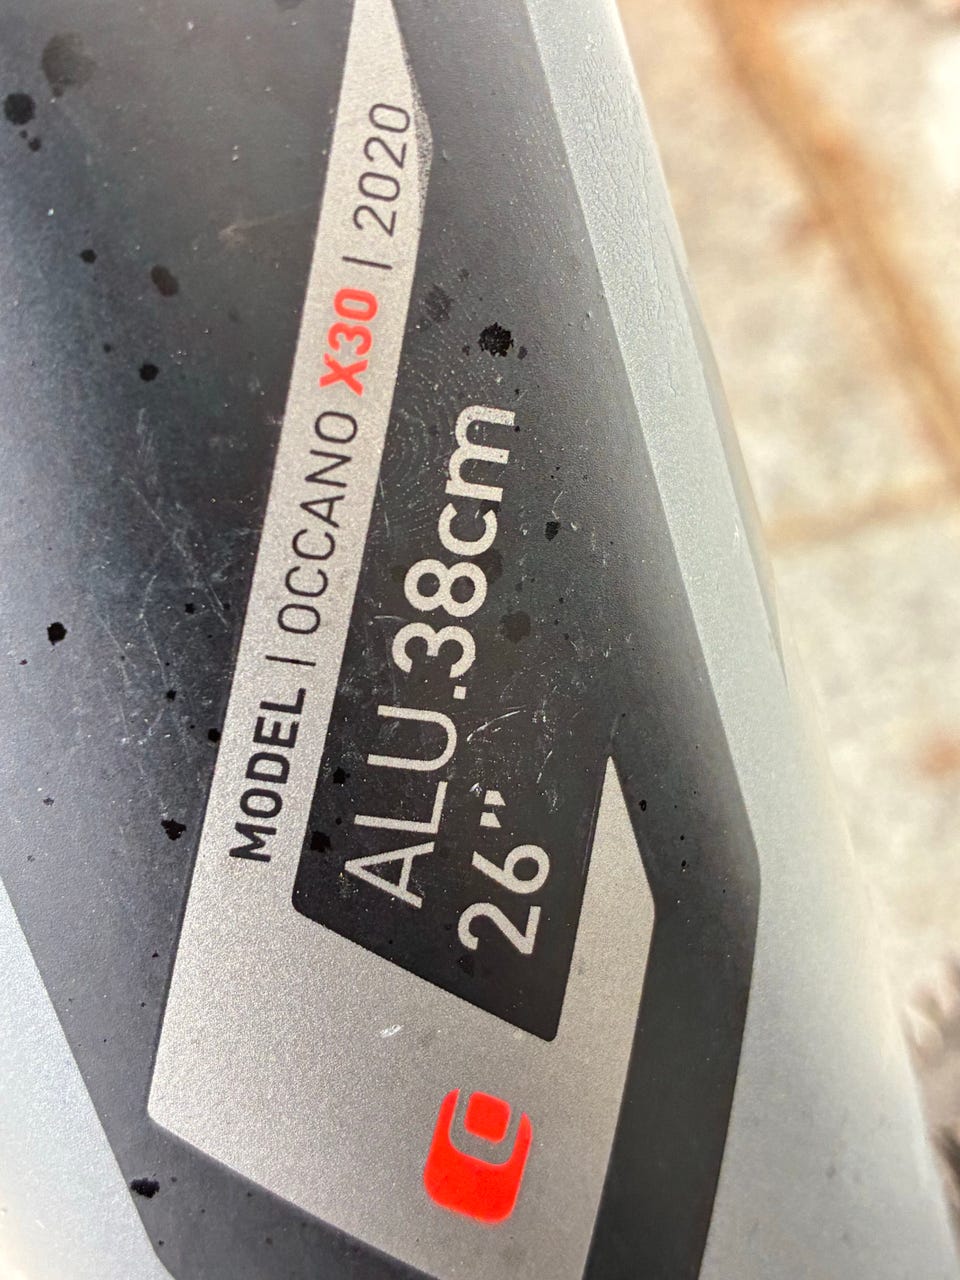 MODEL | OCCANO X30 | 2020
ALU.38cm
26"